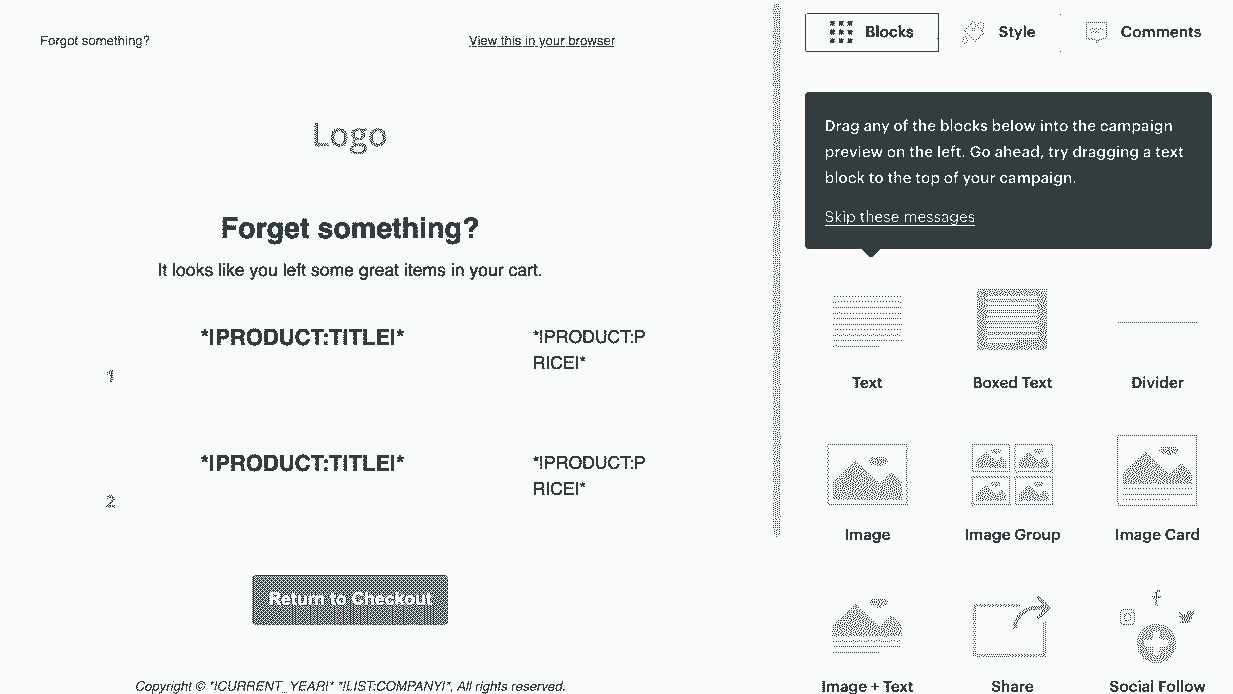 Forgot something?
View this in your browser
Logo
Forget something?
It looks like you left some great items in your cart.
*|PRODUCT:TITLE|*
*|PRODUCT:P
RICE|*
1
*|PRODUCT:TITLE|*
*|PRODUCT:P
RICE|*
2
Return to Checkout
Copyright © *|CURRENT_YEAR|* *|LIST:COMPANY|*, All rights reserved.
Blocks
Style
Comments
Drag any of the blocks below into the campaign
preview on the left. Go ahead, try dragging a text
block to the top of your campaign.
Skip these messages
Text
Boxed Text
Divider
Image
Image Group
Image Card
Image + Text
Share
Social Follow